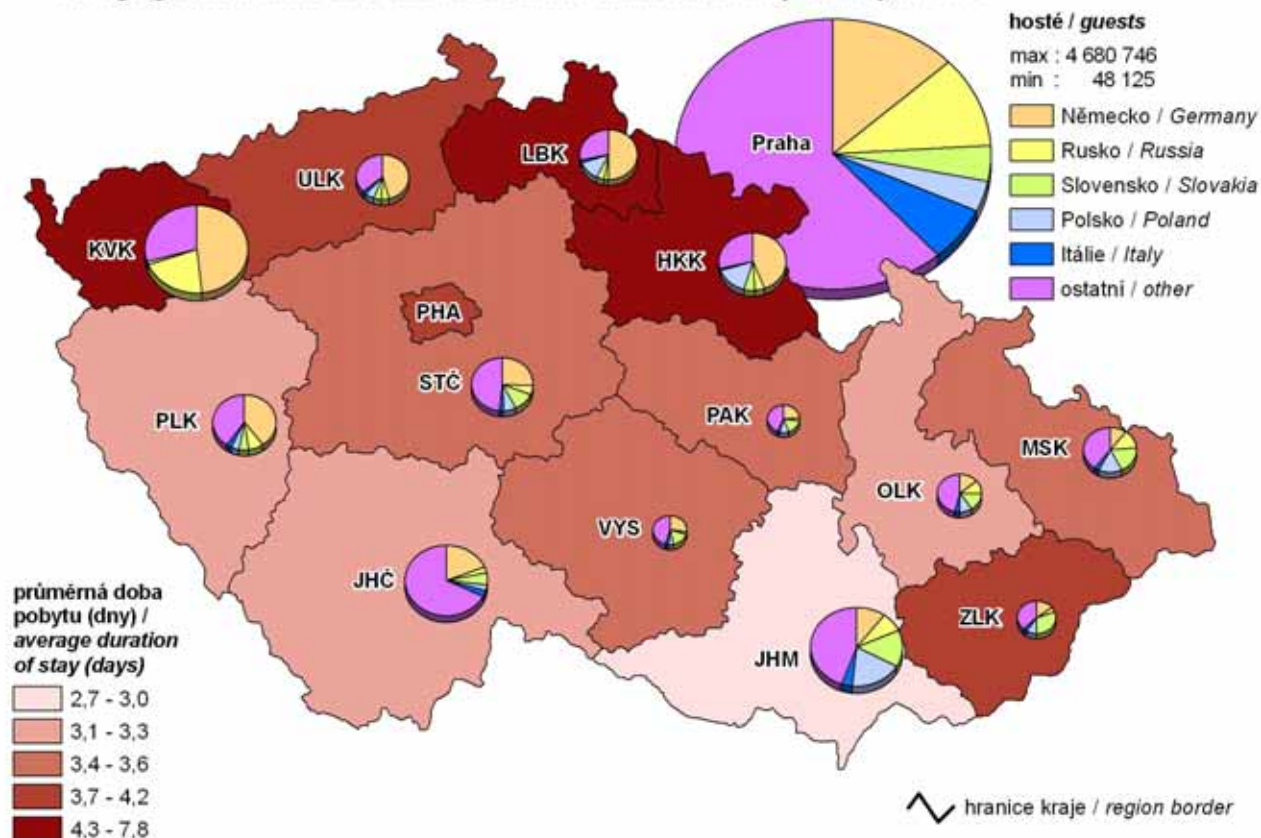 hosté / guests
max : 4 680 746
min : 48 125
Německo / Germany
Rusko / Russia
Slovensko / Slovakia
Polsko / Poland
Itálie / Italy
ostatní / other
Praha
LBK
ULK
KVK
HKK
PHA
STČ
PLK
PAK
MSK
OLK
VYS
JHČ
ZLK
JHM
průměrná doba
pobytu (dny) /
average duration
of stay (days)
2,7 - 3,0
3,1 - 3,3
3,4 - 3,6
3,7 - 4,2
4,3 - 7,8
hranice kraje / region border